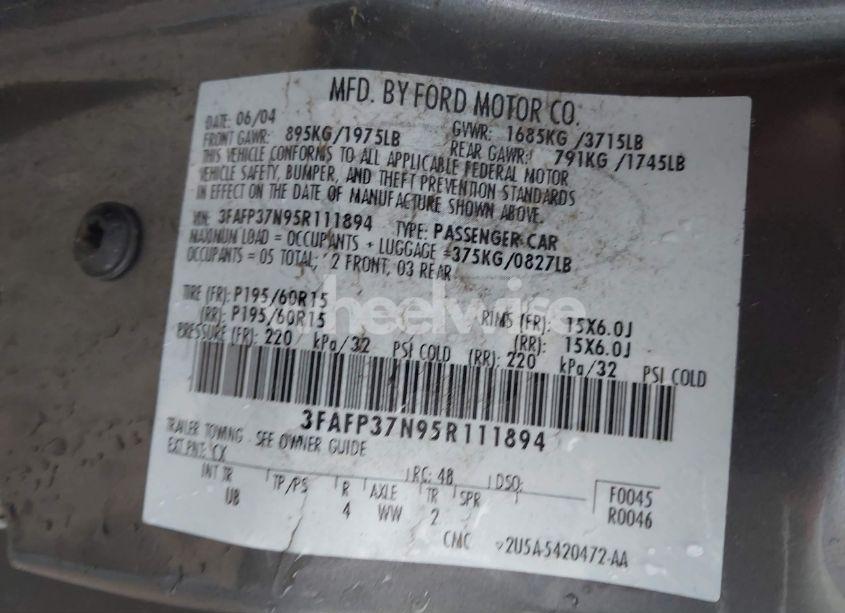 MFD. BY FORD MOTOR CO.
DATE: 06/04 GVWR: 1685KG /3715LB
FRONT GAWR: 895KG/1975LB REAR GAWR: 791KG /1745LB
THIS VEHICLE CONFORMS TO ALL APPLICABLE FEDERAL MOTOR
VEHICLE SAFETY, BUMPER, AND THEFT PREVENTION STANDARDS
IN EFFECT ON THE DATE OF MANUFACTURE SHOWN ABOVE.
VIN: 3FAFP37N95R111894 TYPE: PASSENGER CAR
MAXIMUM LOAD = OCCUPANTS + LUGGAGE =375KG/0827LB
OCCUPANTS = 05 TOTAL; 2 FRONT, 03 REAR
TIRE (FR): P195/60R15 RIMS (FR): 15X6.0J
(RR): P195/60R15 (RR): 15X6.0J
PRESSURE (FR): 220 kPa/32 PSI COLD (RR): 220 kPa/32 PSI COLD
heelwise
3FAFP37N95R111894
TRAILER TOWING - SEE OWNER GUIDE
EXT PNT: CX RC: 48 DSO:
INT TR TP/PS R AXLE TR SPR F0045
UB 4 WW 2 R0046
CMC 2U5A-5420472-AA